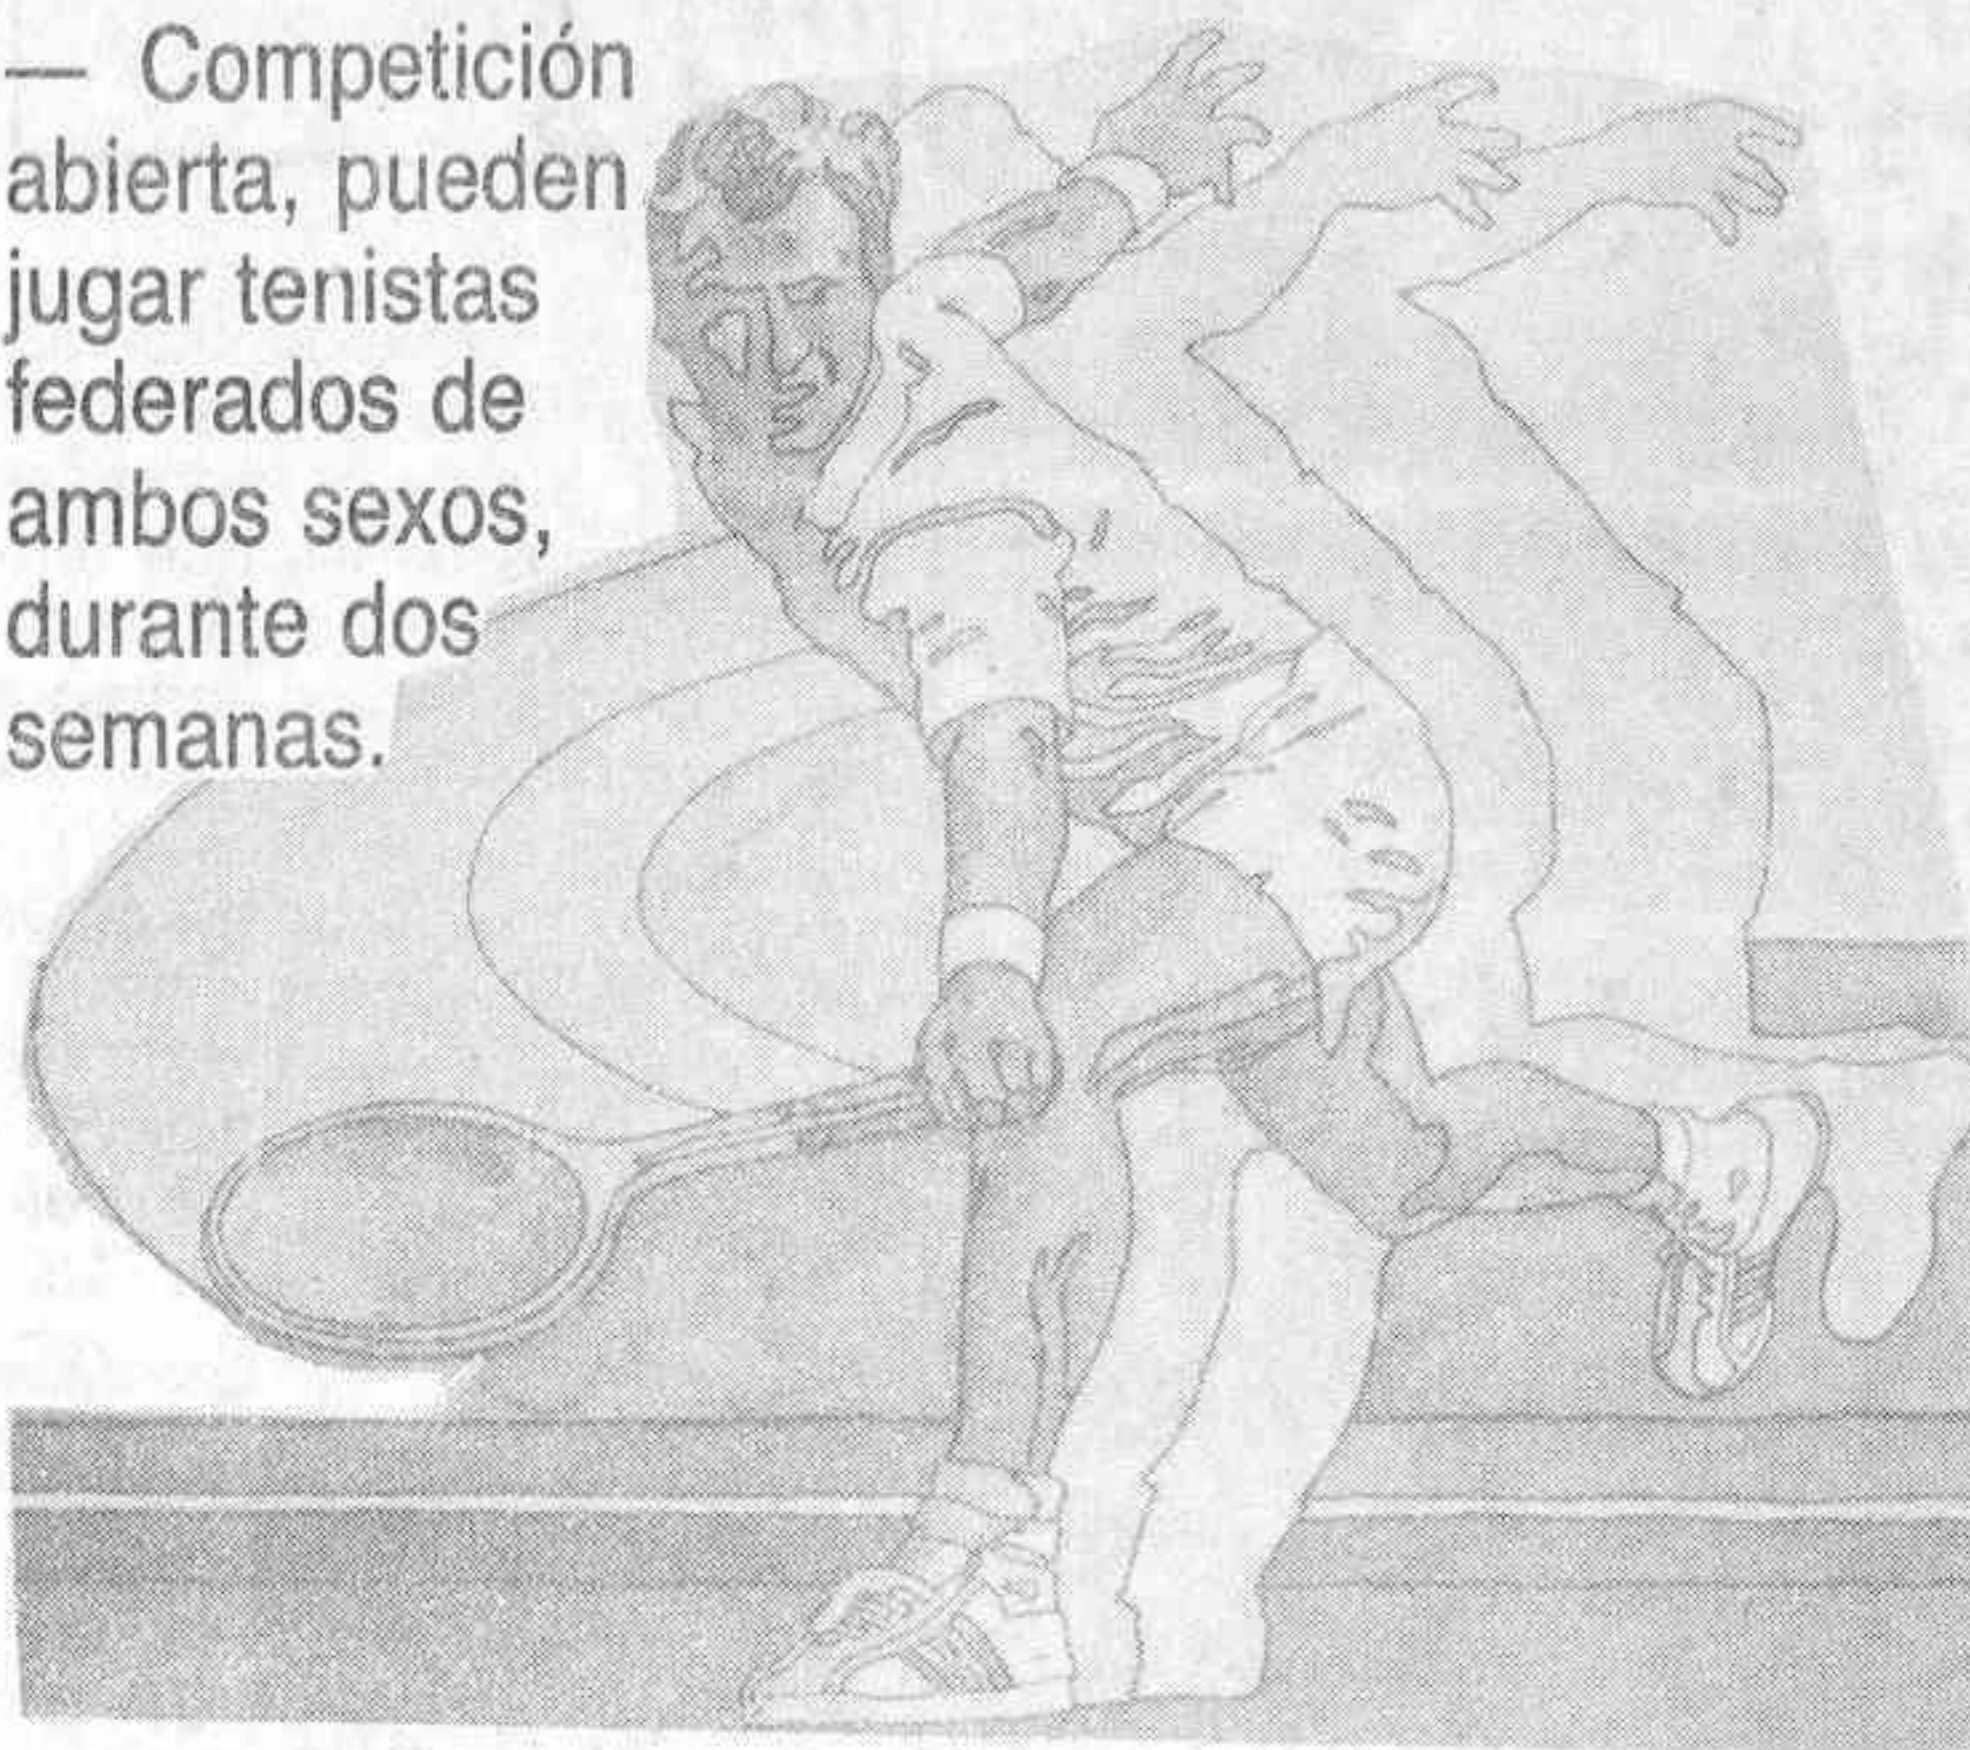 — Competición
abierta, pueden
jugar tenistas
federados de
ambos sexos,
durante dos
semanas.